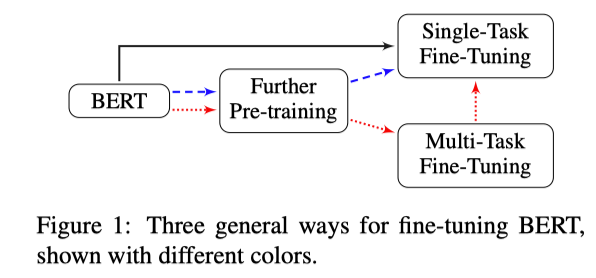 Single-Task
Fine-Tuning
BERT
Further
Pre-training
Multi-Task
Fine-Tuning
Figure 1: Three general ways for fine-tuning BERT,
shown with different colors.